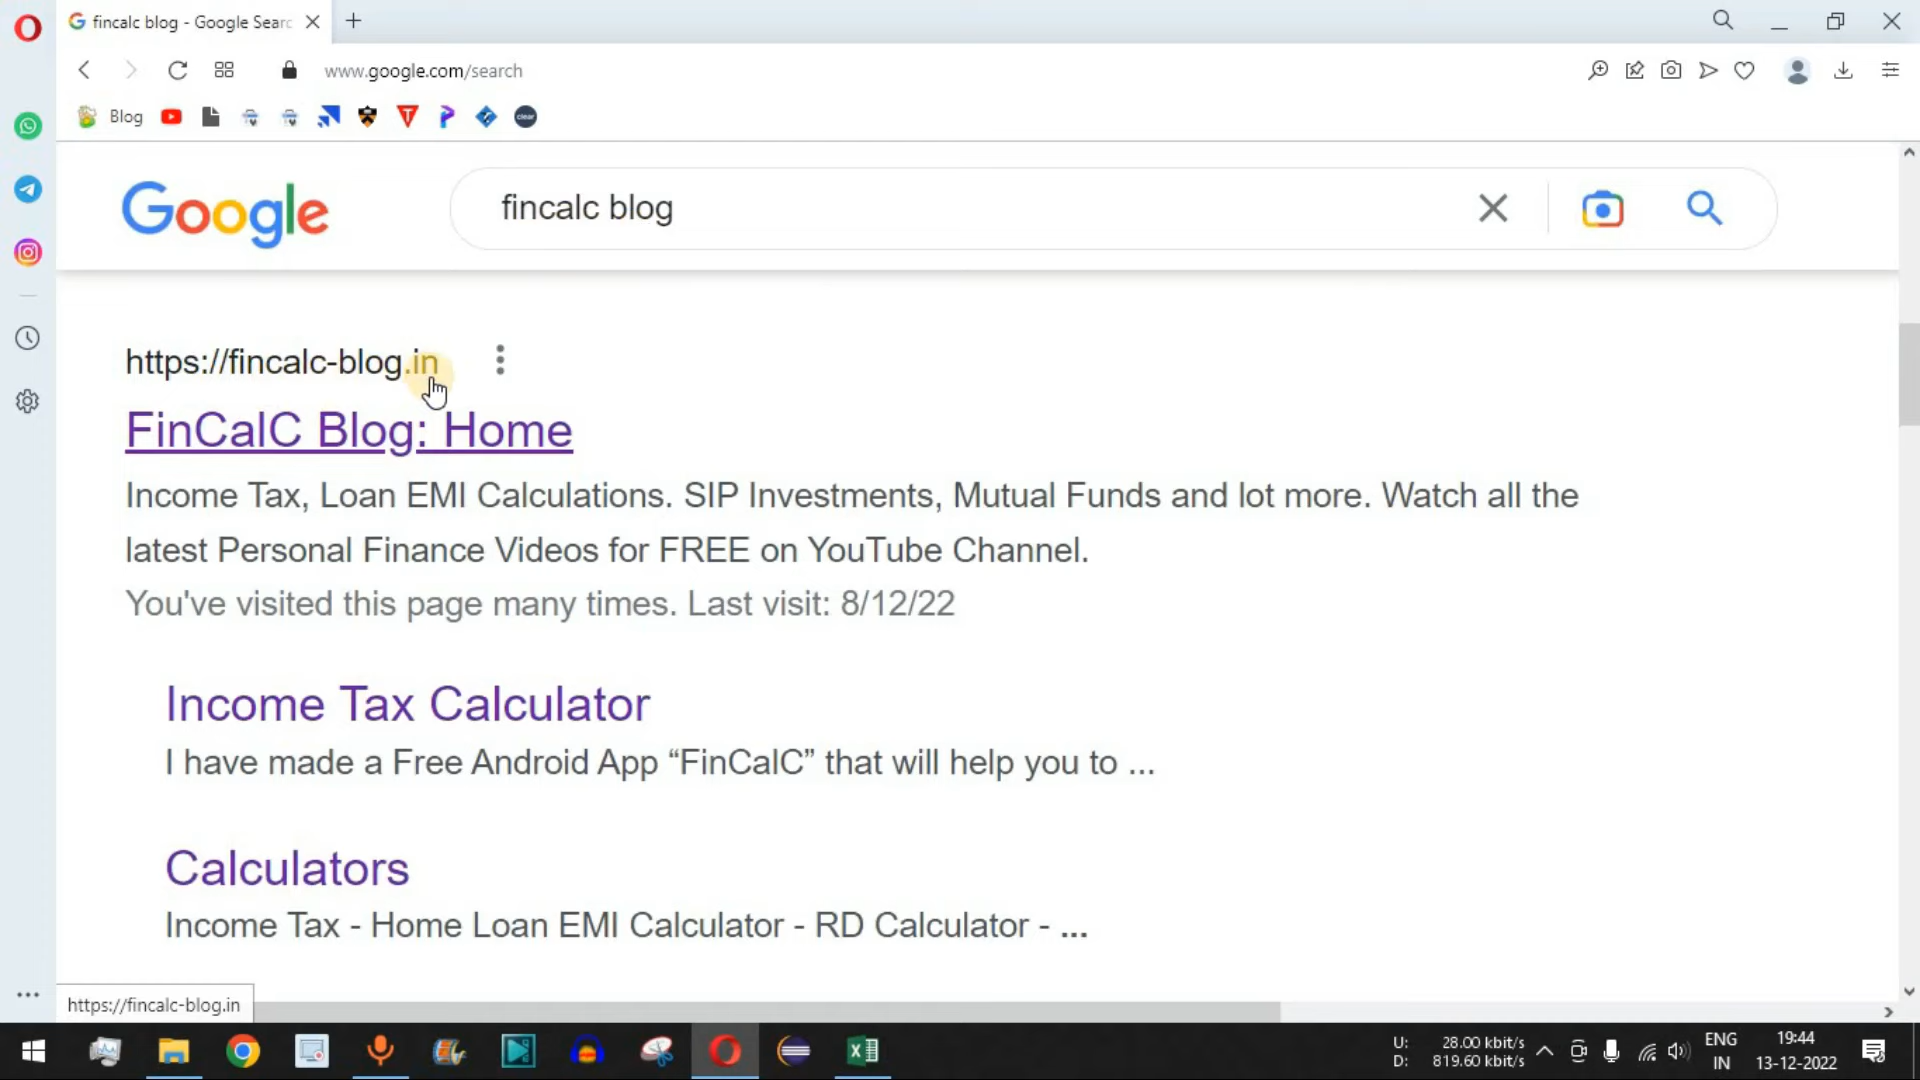 fincalc blog - Google Searc
www.google.com/search
Blog
clear
Google
fincalc blog
https://fincalc-blog.in
FinCalC Blog: Home
Income Tax, Loan EMI Calculations. SIP Investments, Mutual Funds and lot more. Watch all the
latest Personal Finance Videos for FREE on YouTube Channel.
You've visited this page many times. Last visit: 8/12/22
Income Tax Calculator
I have made a Free Android App “FinCalC” that will help you to ...
Calculators
Income Tax - Home Loan EMI Calculator - RD Calculator - ...
https://fincalc-blog.in
U: 28.00 kbit/s
D: 819.60 kbit/s
ENG
IN
19:44
13-12-2022